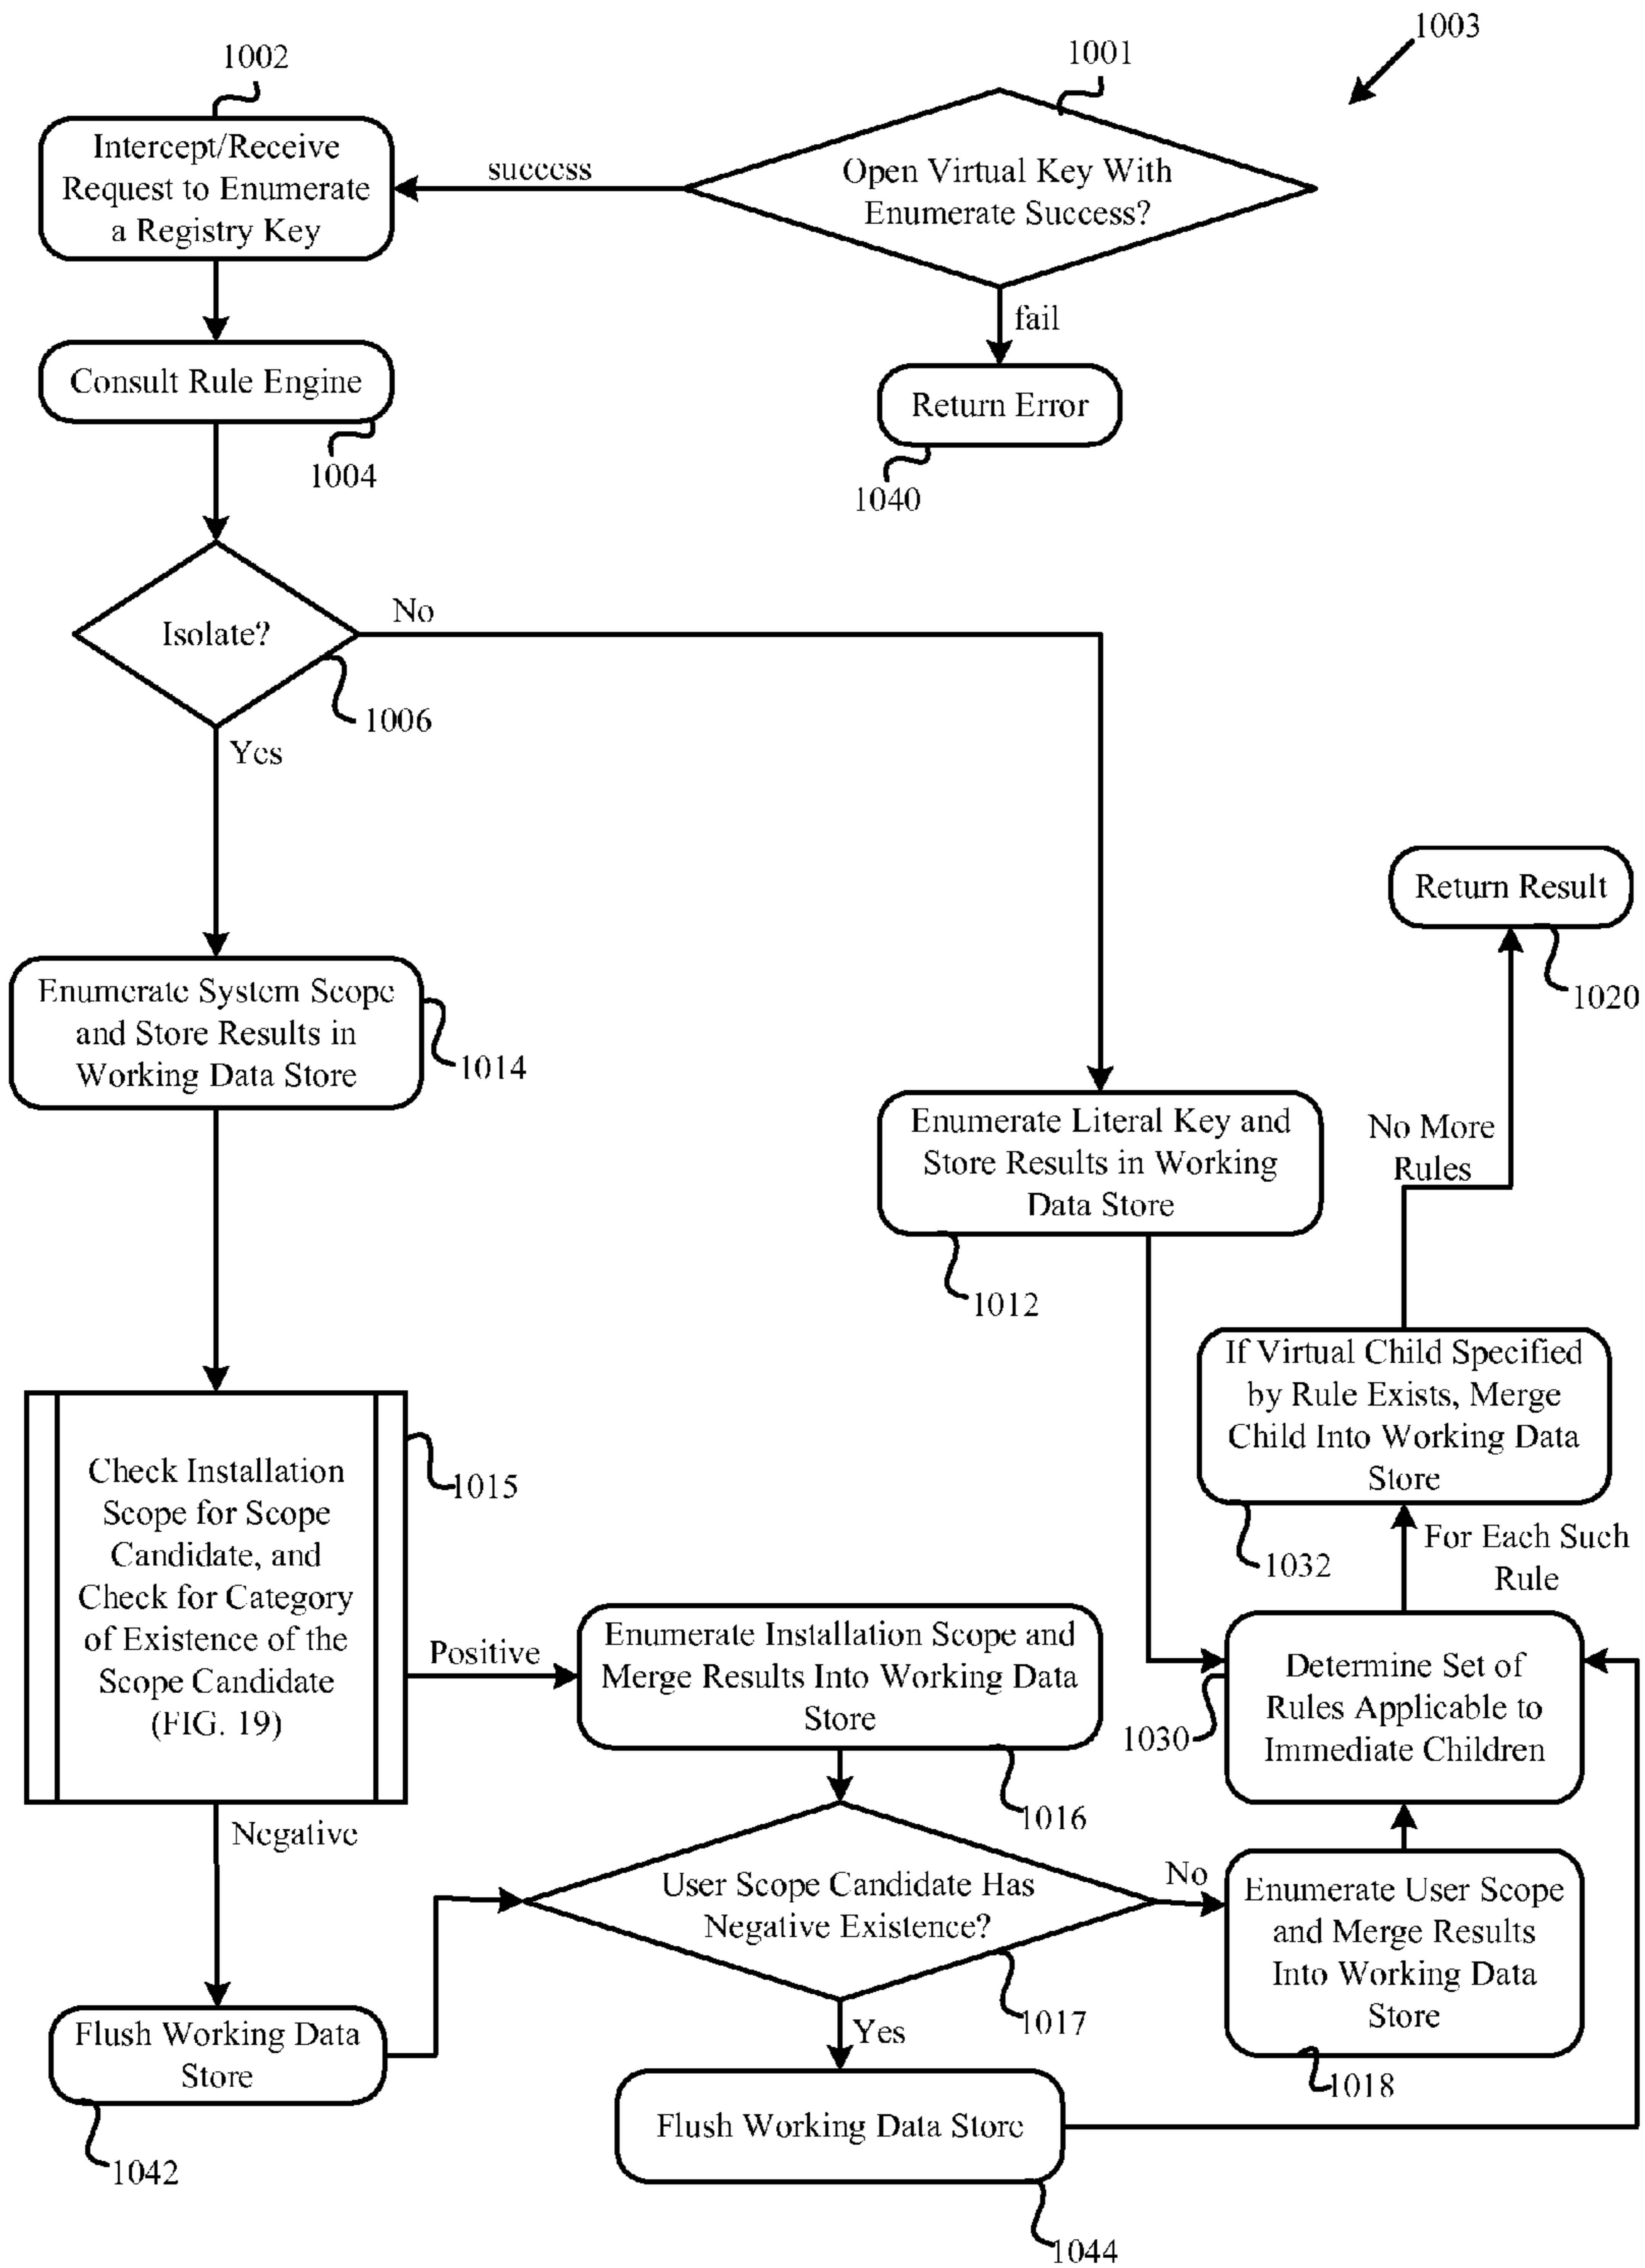 1003
1002
1001
Intercept/Receive
Request to Enumerate
a Registry Key
success
Open Virtual Key With
Enumerate Success?
fail
Consult Rule Engine
1004
Return Error
1040
Isolate?
No
1006
Yes
Return Result
1020
Enumerate System Scope
and Store Results in
Working Data Store
1014
Enumerate Literal Key and
Store Results in Working
Data Store
1012
No More
Rules
If Virtual Child Specified
by Rule Exists, Merge
Child Into Working Data
Store
1032
For Each Such
Rule
Check Installation
Scope for Scope
Candidate, and
Check for Category
of Existence of the
Scope Candidate
(FIG. 19)
1015
Positive
Negative
Enumerate Installation Scope and
Merge Results Into Working Data
Store
1016
Determine Set of
Rules Applicable to
Immediate Children
1030
User Scope Candidate Has
Negative Existence?
No
1017
Yes
Enumerate User Scope
and Merge Results
Into Working Data
Store
1018
Flush Working Data
Store
1042
Flush Working Data Store
1044